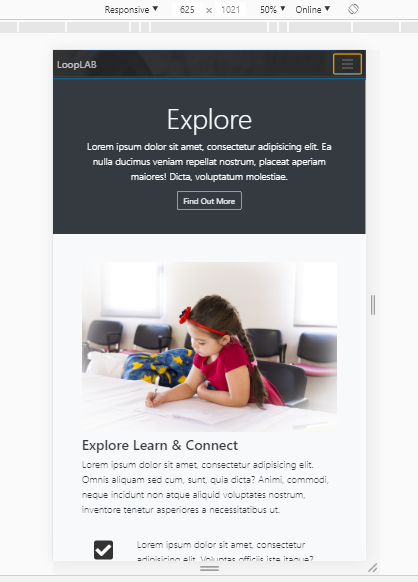 Responsive ▼ 625 × 1021 50% ▼ Online ▼
LoopLAB
Explore
Lorem ipsum dolor sit amet, consectetur adipisicing elit. Ea
nulla ducimus veniam repellat nostrum, placeat aperiam
maiores! Dicta, voluptatum molestiae.
Find Out More
Explore Learn & Connect
Lorem ipsum dolor sit amet, consectetur adipisicing elit.
Omnis aliquam sed cum, sunt, quia dicta? Animi, commodi,
neque incidunt non atque aliquid voluptates nostrum,
inventore tenetur asperiores a necessitatibus ut.
Lorem ipsum dolor sit amet, consectetur
adipisicing elit. Voluptas officiis iste itaque?